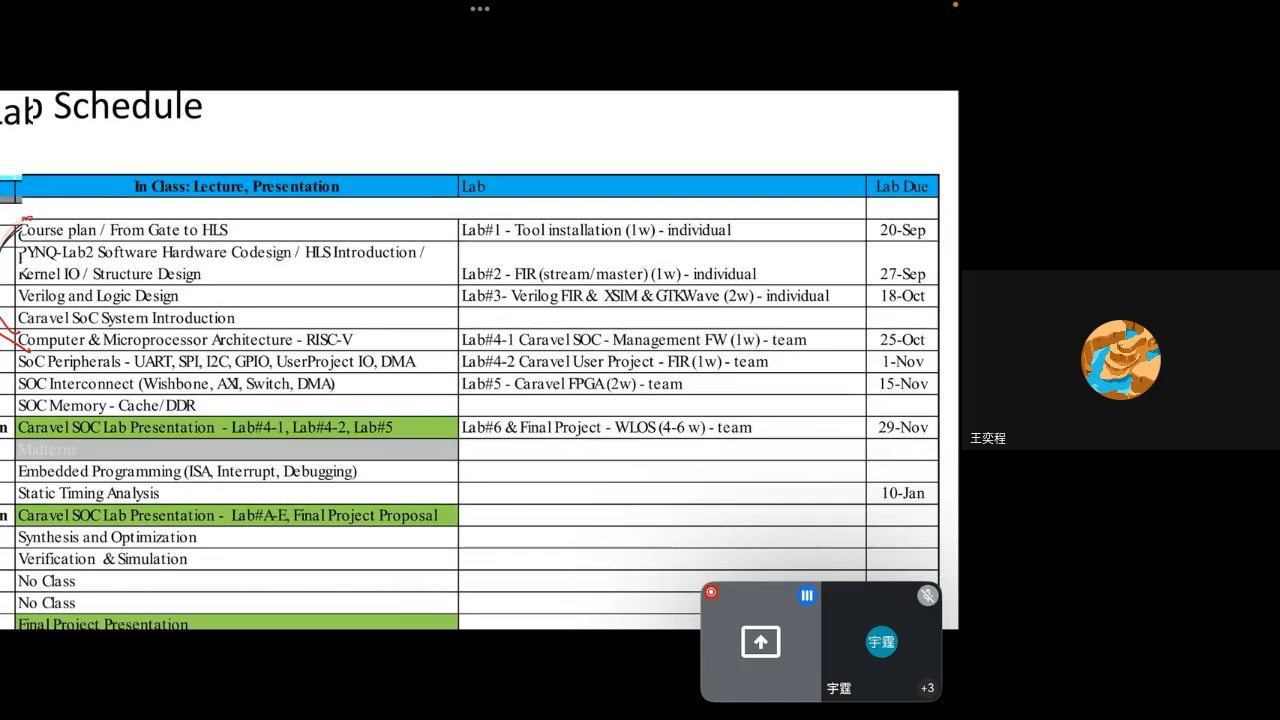 Lab Schedule
In Class: Lecture, Presentation Lab Lab Due
Course plan / From Gate to HLS Lab#1 - Tool installation (1w) - individual 20-Sep
PYNQ-Lab2 Software Hardware Codesign / HLS Introduction /
Kernel IO / Structure Design Lab#2 - FIR (stream/master) (1w) - individual 27-Sep
Verilog and Logic Design Lab#3- Verilog FIR & XSIM & GTKWave (2w) - individual 18-Oct
Caravel SoC System Introduction
Computer & Microprocessor Architecture - RISC-V Lab#4-1 Caravel SOC - Management FW (1w) - team 25-Oct
SoC Peripherals - UART, SPI, I2C, GPIO, UserProject IO, DMA Lab#4-2 Caravel User Project - FIR (1w) - team 1-Nov
SOC Interconnect (Wishbone, AXI, Switch, DMA) Lab#5 - Caravel FPGA (2w) - team 15-Nov
SOC Memory - Cache/DDR
n Caravel SOC Lab Presentation - Lab#4-1, Lab#4-2, Lab#5 Lab#6 & Final Project - WLOS (4-6 w) - team 29-Nov
Midterm
Embedded Programming (ISA, Interrupt, Debugging)
Static Timing Analysis 10-Jan
n Caravel SOC Lab Presentation - Lab#A-E, Final Project Proposal
Synthesis and Optimization
Verification & Simulation
No Class
No Class
Final Project Presentation
王奕程
宇霆
宇霆
+3